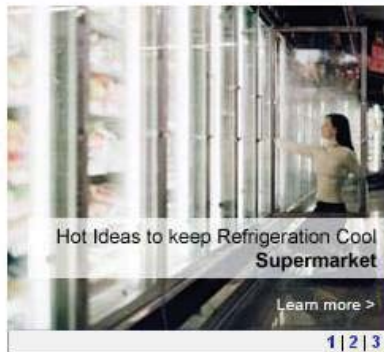 Hot Ideas to keep Refrigeration Cool
Supermarket
Learn more >
1 | 2 | 3